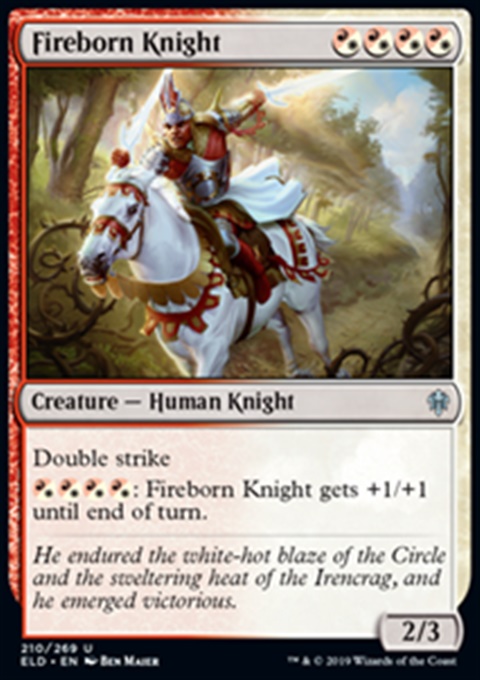 Fireborn Knight
Creature — Human Knight
Double strike
: Fireborn Knight gets +1/+1
until end of turn.
He endured the white-hot blaze of the Circle
and the sweltering heat of the Irencrag, and
he emerged victorious.
2/3
210/269 U
ELD • EN Ben Maier
™ & © 2019 Wizards of the Coast